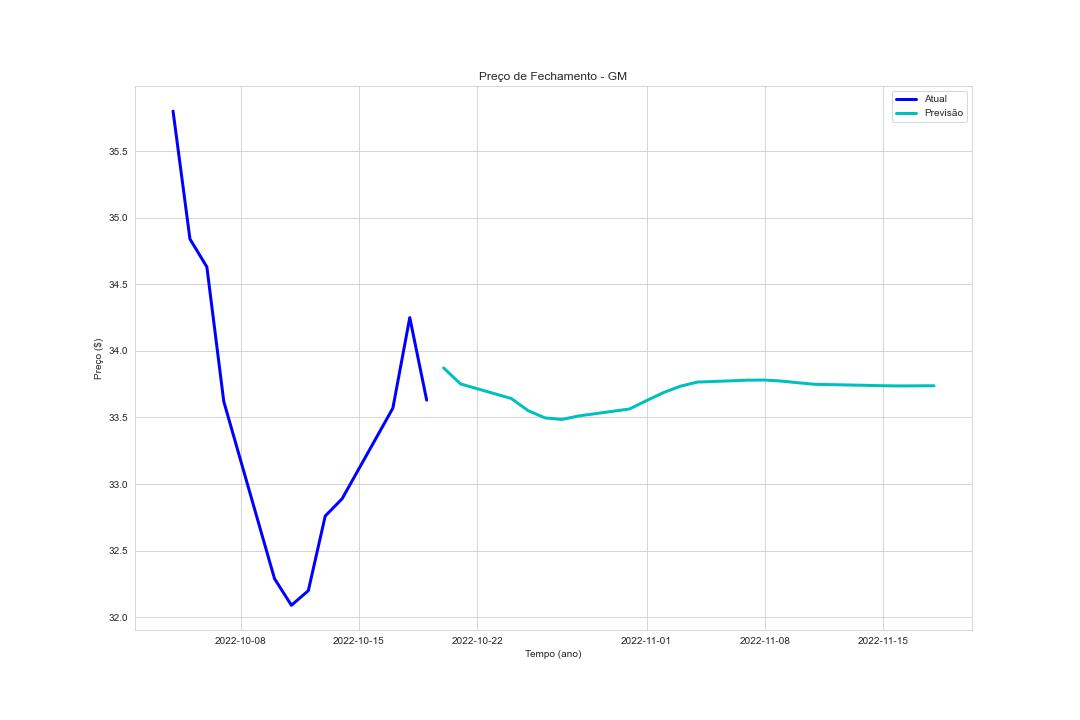 Preço de Fechamento - GM
Atual
Previsão
35.5
35.0
34.5
34.0
33.5
33.0
32.5
32.0
Preço ($)
2022-10-08
2022-10-15
2022-10-22
2022-11-01
2022-11-08
2022-11-15
Tempo (ano)